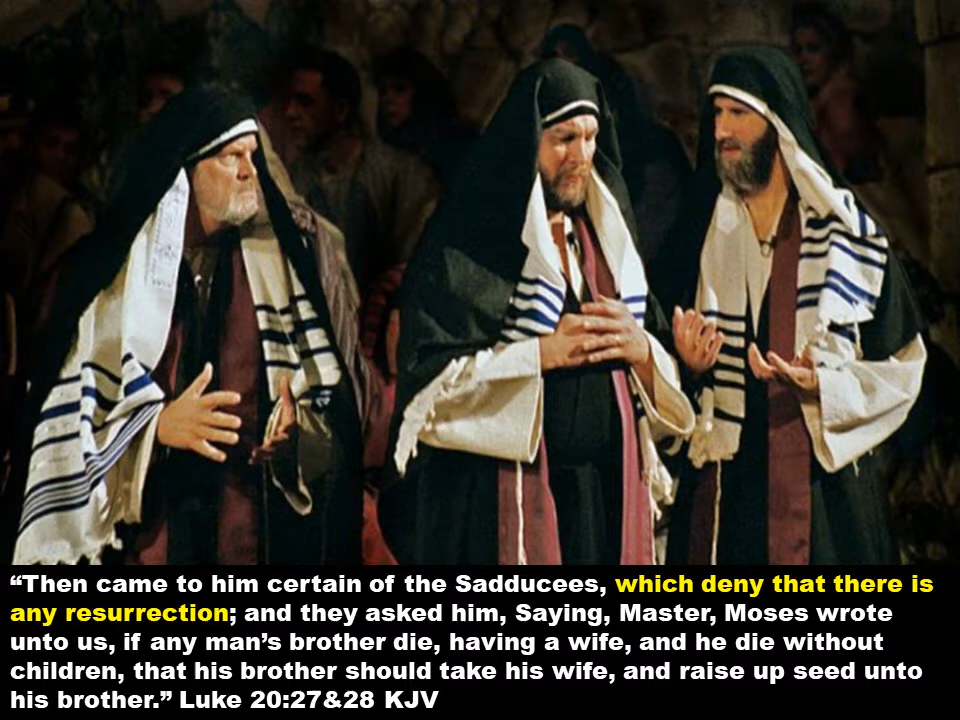 “Then came to him certain of the Sadducees, which deny that there is
any resurrection; and they asked him, Saying, Master, Moses wrote
unto us, if any man’s brother die, having a wife, and he die without
children, that his brother should take his wife, and raise up seed unto
his brother.” Luke 20:27&28 KJV